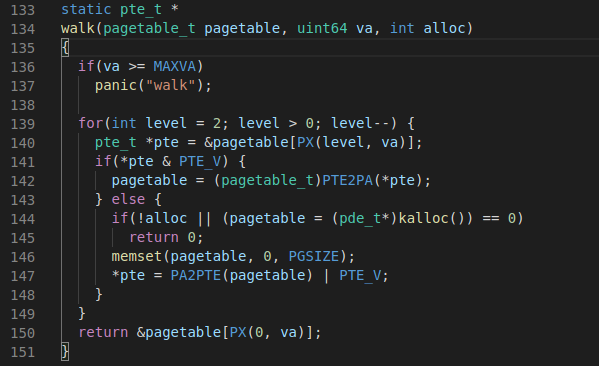 133 static pte_t *
134 walk(pagetable_t pagetable, uint64 va, int alloc)
135 {
136   if(va >= MAXVA)
137     panic("walk");
138
139   for(int level = 2; level > 0; level--) {
140     pte_t *pte = &pagetable[PX(level, va)];
141     if(*pte & PTE_V) {
142       pagetable = (pagetable_t)PTE2PA(*pte);
143     } else {
144       if(!alloc || (pagetable = (pde_t*)kalloc()) == 0)
145         return 0;
146       memset(pagetable, 0, PGSIZE);
147       *pte = PA2PTE(pagetable) | PTE_V;
148     }
149   }
150   return &pagetable[PX(0, va)];
151 }